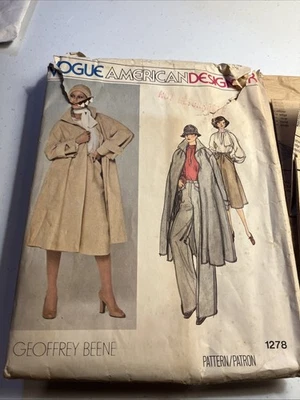 VOGUE AMERICAN DESIGNER
GEOFFREY BEENE
1278
PATTERN/PATRON